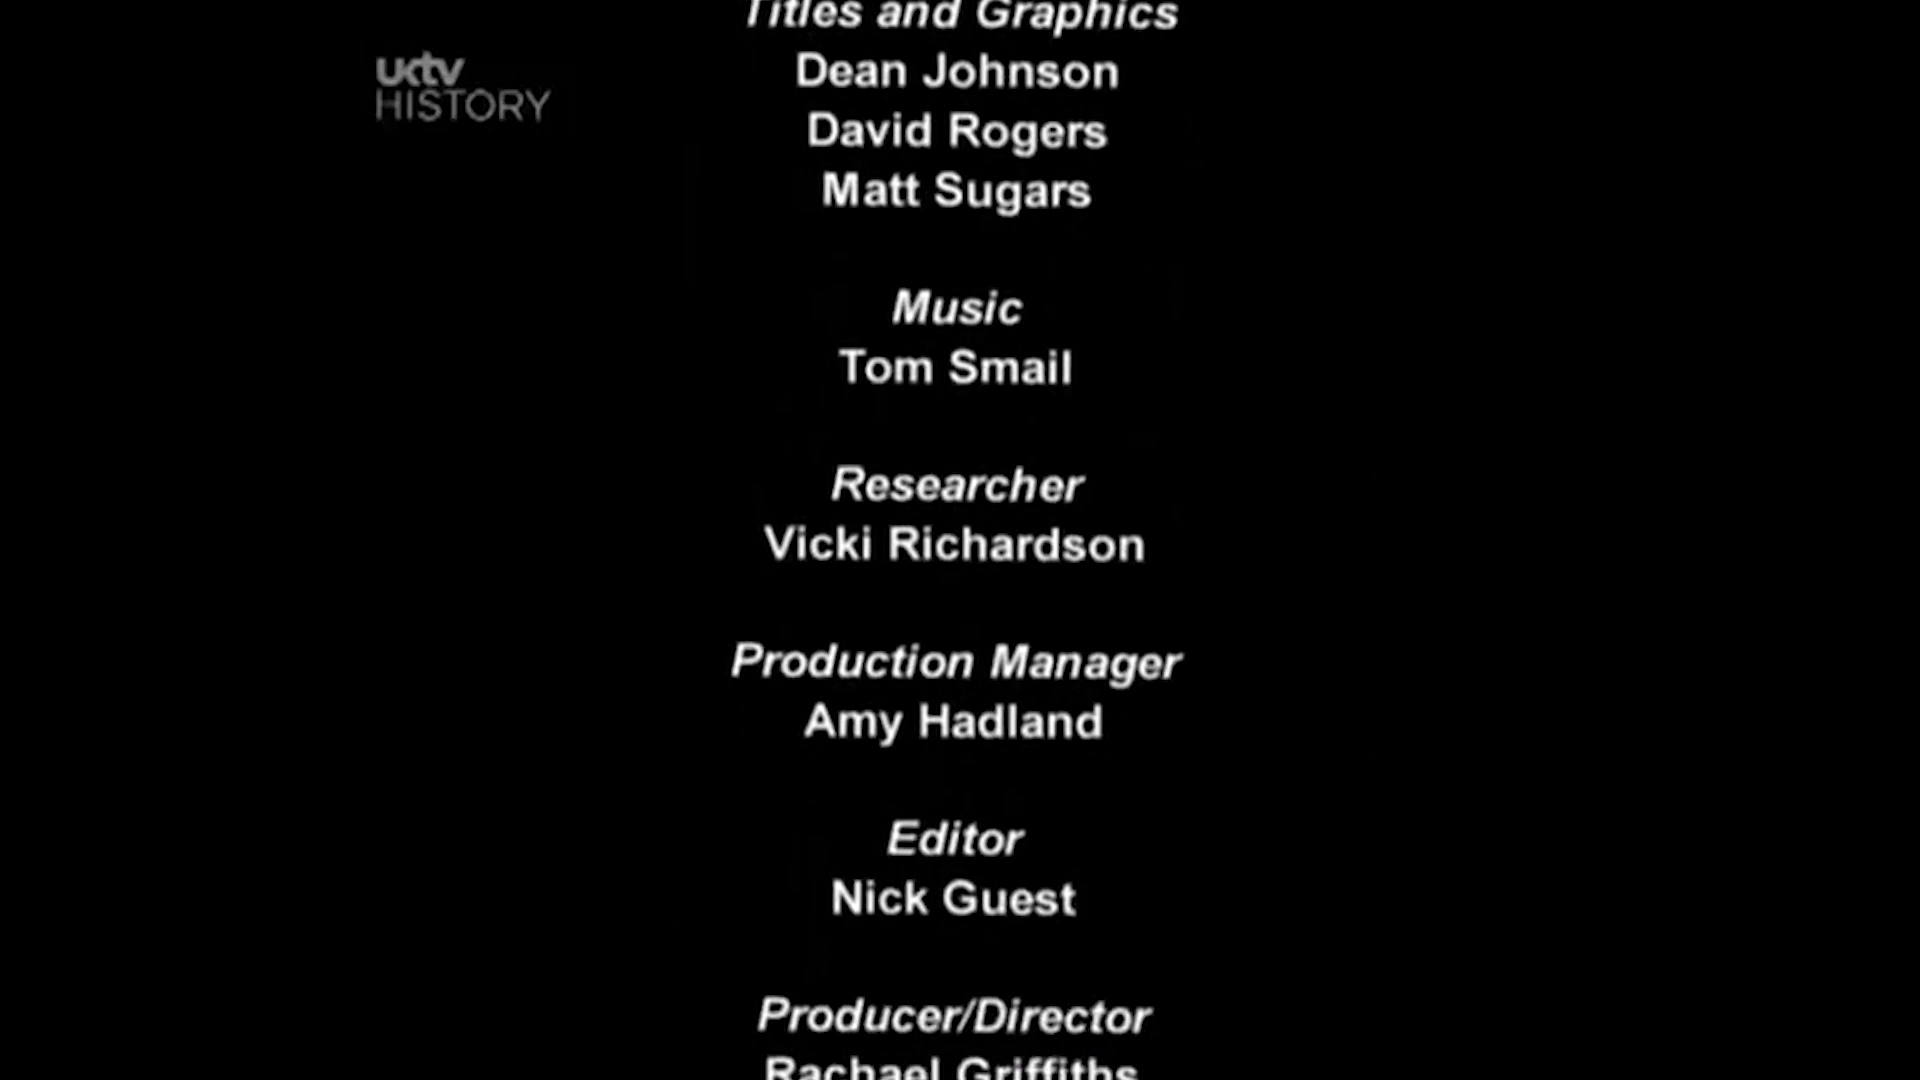 Titles and Graphics
uktv
HISTORY
Dean Johnson
David Rogers
Matt Sugars
Music
Tom Smail
Researcher
Vicki Richardson
Production Manager
Amy Hadland
Editor
Nick Guest
Producer/Director
Rachael Griffiths